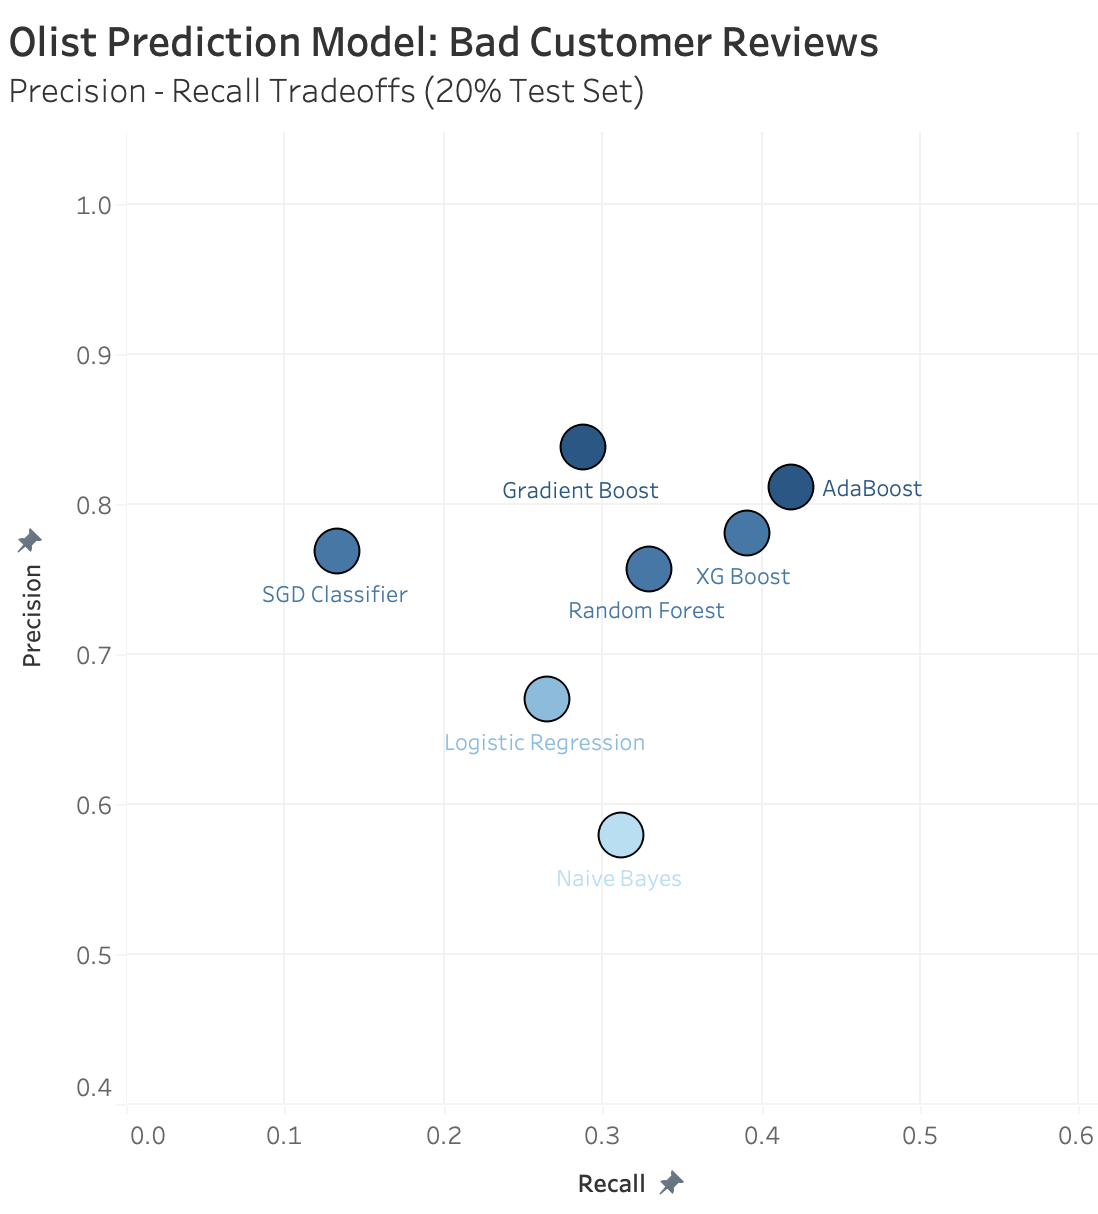 Olist Prediction Model: Bad Customer Reviews
Precision - Recall Tradeoffs (20% Test Set)
1.0
0.9
Gradient Boost
AdaBoost
0.8
XG Boost
SGD Classifier
Random Forest
Precision
0.7
Logistic Regression
0.6
Naive Bayes
0.5
0.4
0.0 0.1 0.2 0.3 0.4 0.5 0.6
Recall